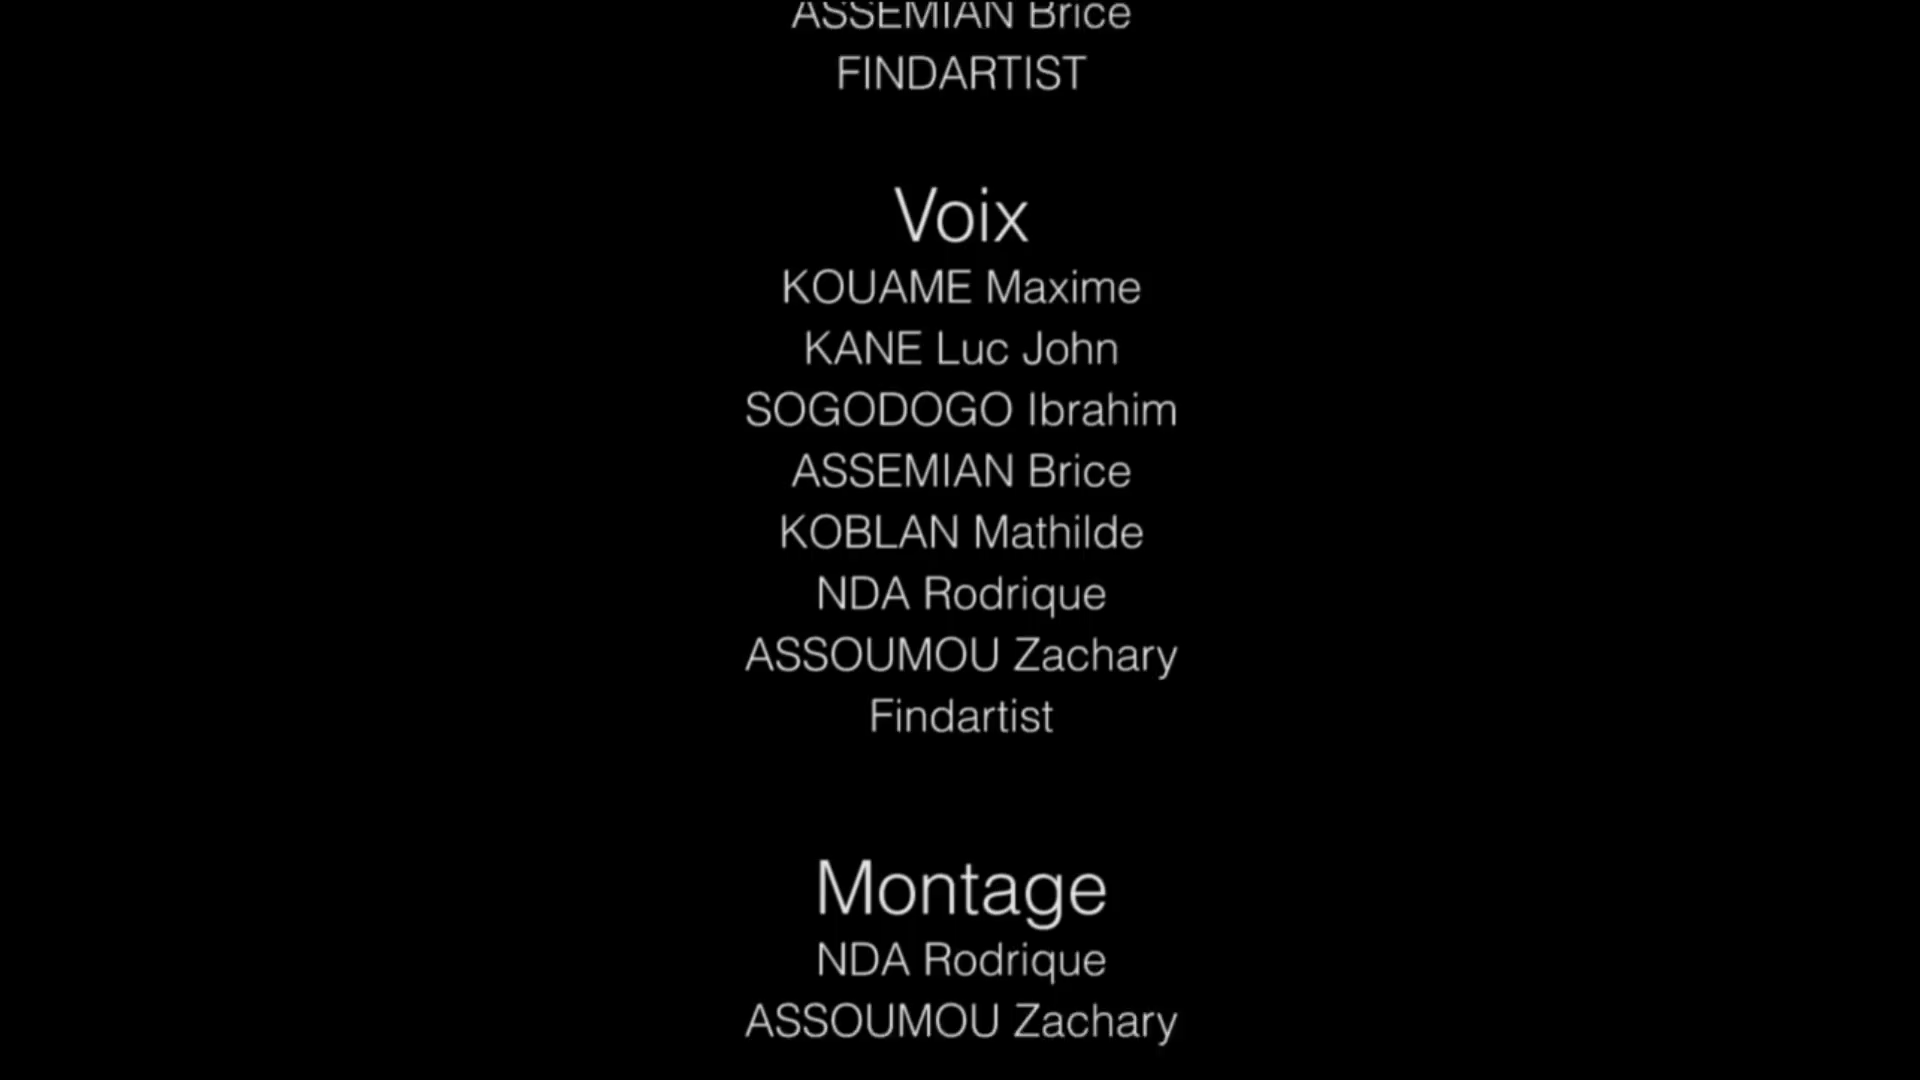 ASSEMIAN Brice
FINDARTIST
Voix
KOUAME Maxime
KANE Luc John
SOGODOGO Ibrahim
ASSEMIAN Brice
KOBLAN Mathilde
NDA Rodrique
ASSOUMOU Zachary
Findartist
Montage
NDA Rodrique
ASSOUMOU Zachary